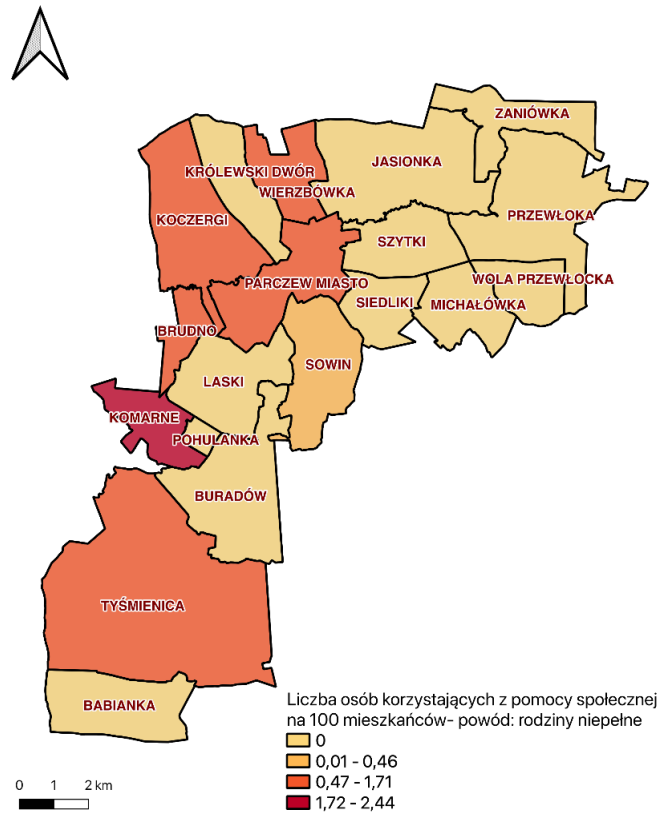 ZANIÓWKA
JASIONKA
KRÓLEWSKI DWÓR
WIERZBÓWKA
KOCZERGI
PRZEWŁOKA
SZYTKI
PARCZEW MIASTO
WOLA PRZEWŁOCKA
SIEDLIKI
MICHAŁÓWKA
BRUDNO
SOWIN
LASKI
KOMARNE
POHULANKA
BURADÓW
TYŚMIENICA
BABIANKA
Liczba osób korzystających z pomocy społecznej
na 100 mieszkańców- powód: rodziny niepełne
0
0,01 - 0,46
0,47 - 1,71
1,72 - 2,44
0 1 2 km